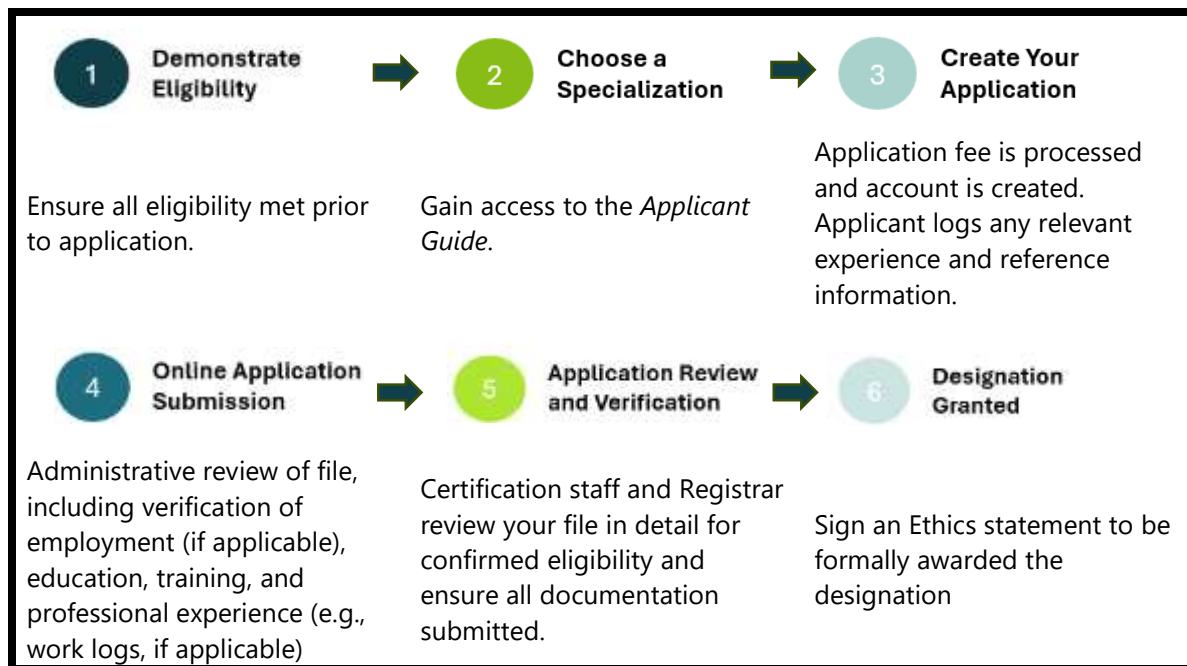 1
Demonstrate
Eligibility
2
Choose a
Specialization
3
Create Your
Application
Ensure all eligibility met prior
to application.
Gain access to the Applicant
Guide.
Application fee is processed
and account is created.
Applicant logs any relevant
experience and reference
information.
4
Online Application
Submission
5
Application Review
and Verification
6
Designation
Granted
Administrative review of file,
including verification of
employment (if applicable),
education, training, and
professional experience (e.g.,
work logs, if applicable)
Certification staff and Registrar
review your file in detail for
confirmed eligibility and
ensure all documentation
submitted.
Sign an Ethics statement to be
formally awarded the
designation